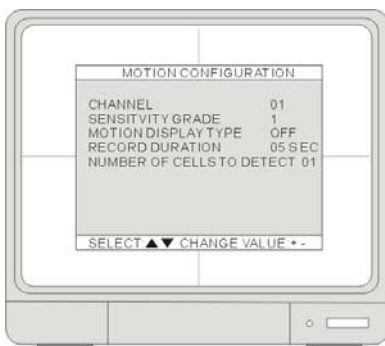 MOTION CONFIGURATION
CHANNEL 01
SENSITVITY GRADE 1
MOTION DISPLAY TYPE OFF
RECORD DURATION 05 SEC
NUMBER OF CELLS TO DETECT 01
SELECT ▲▼ CHANGE VALUE + -